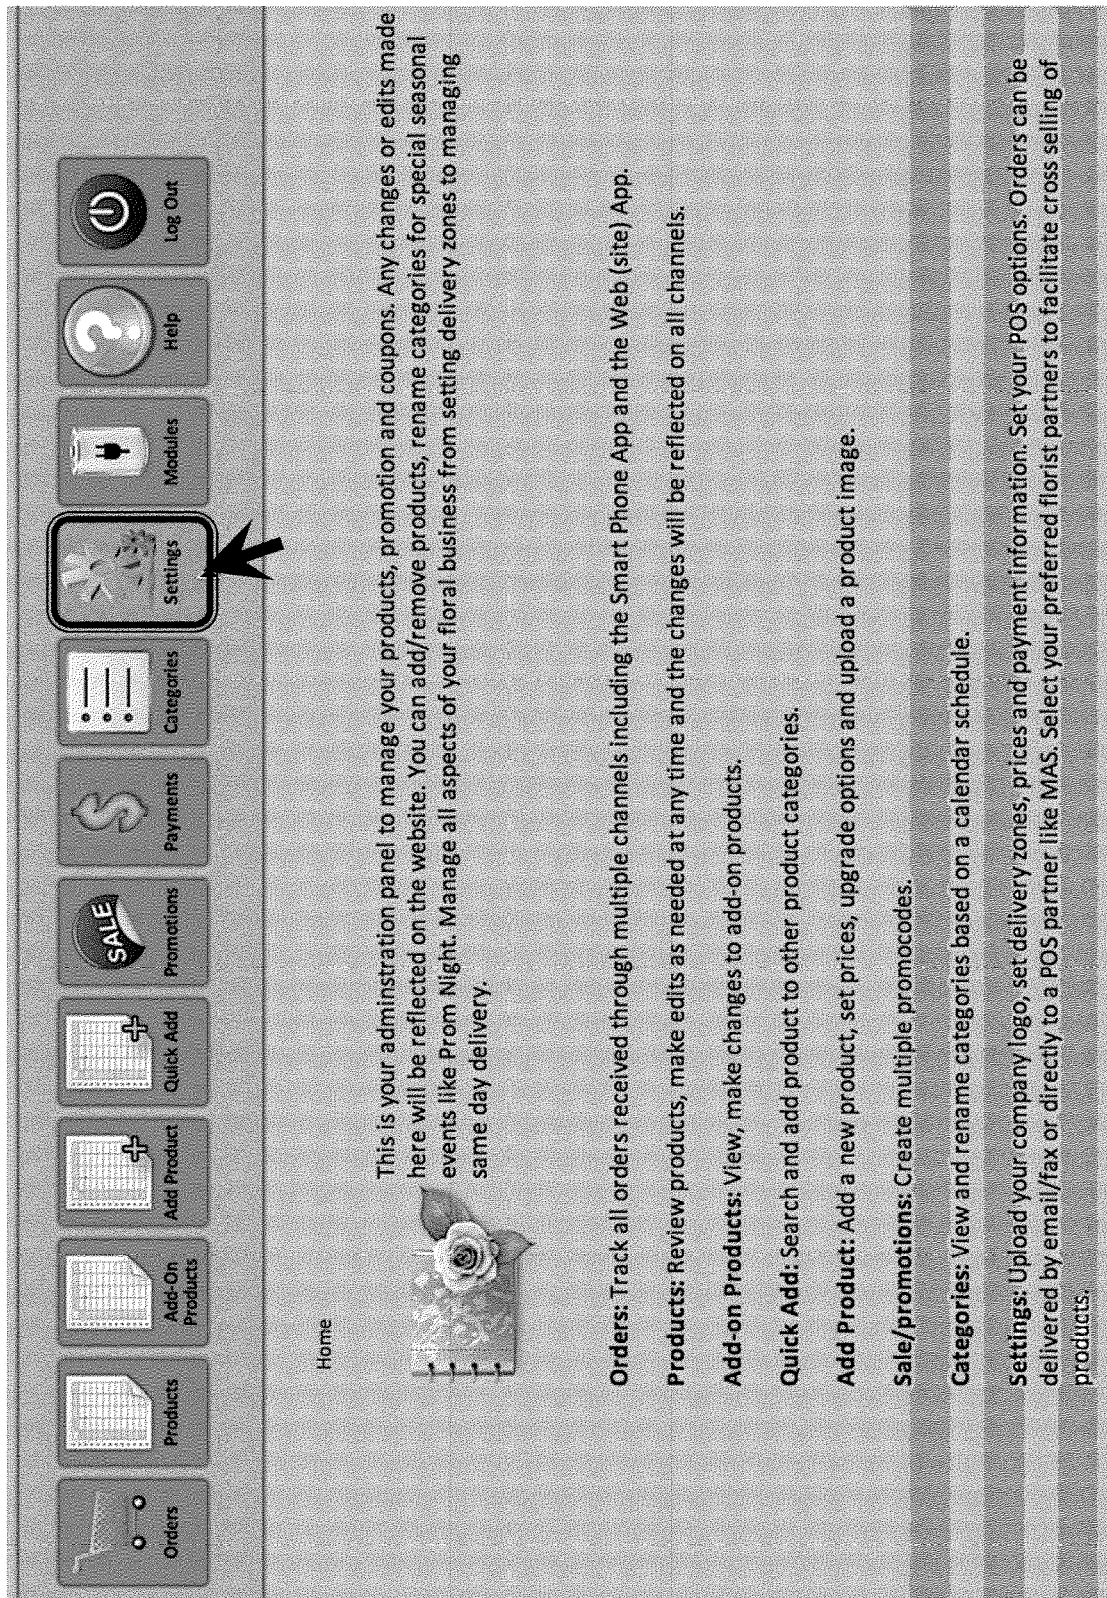 Orders
Products
Add-On
Products
Add Product
Quick Add
SALE
Promotions
Payments
Categories
Settings
Modules
Help
Log Out
Home
This is your adminstration panel to manage your products, promotion and coupons. Any changes or edits made
here will be reflected on the website. You can add/remove products, rename categories for special seasonal
events like Prom Night. Manage all aspects of your floral business from setting delivery zones to managing
same day delivery.
Orders: Track all orders received through multiple channels including the Smart Phone App and the Web (site) App.
Products: Review products, make edits as needed at any time and the changes will be reflected on all channels.
Add-on Products: View, make changes to add-on products.
Quick Add: Search and add product to other product categories.
Add Product: Add a new product, set prices, upgrade options and upload a product image.
Sale/promotions: Create multiple promocodes.
Categories: View and rename categories based on a calendar schedule.
Settings: Upload your company logo, set delivery zones, prices and payment information. Set your POS options. Orders can be
delivered by email/fax or directly to a POS partner like MAS. Select your preferred florist partners to facilitate cross selling of
products.